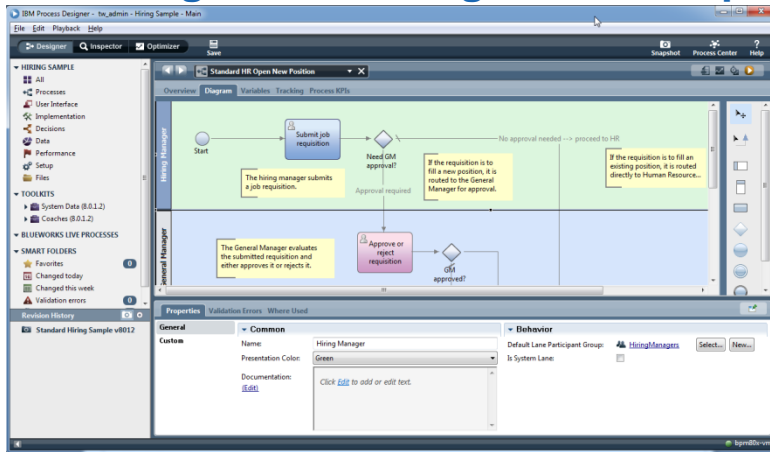 IBM Process Designer - tw_admin - Hiring Sample - Main
File Edit Playback Help
Designer Inspector Optimizer
Save
Snapshot Process Center Help
HIRING SAMPLE
All
Processes
User Interface
Implementation
Decisions
Data
Performance
Setup
Files
TOOLKITS
System Data (8.0.1.2)
Coaches (8.0.1.2)
BLUEWORKS LIVE PROCESSES
SMART FOLDERS
Favorites 0
Changed today
Changed this week
Validation errors 0
Revision History
Standard Hiring Sample v8012
Standard HR Open New Position
Overview Diagram Variables Tracking Process KPIs
Hiring Manager
Start
Submit job
requisition
Need GM
approval?
No approval needed --> proceed to HR
The hiring manager submits
a job requisition.
Approval required
If the requisition is to
fill a new position, it is
routed to the General
Manager for approval.
If the requisition is to fill an
existing position, it is routed
directly to Human Resource...
General Manager
The General Manager evaluates
the submitted requisition and
either approves it or rejects it.
Approve or
reject
requisition
GM
approved?
Properties Validation Errors Where Used
General
Custom
Common
Name: Hiring Manager
Presentation Color: Green
Documentation:
(Edit)
Click Edit to add or edit text.
Behavior
Default Lane Participant Group: HiringManagers Select... New...
Is System Lane: